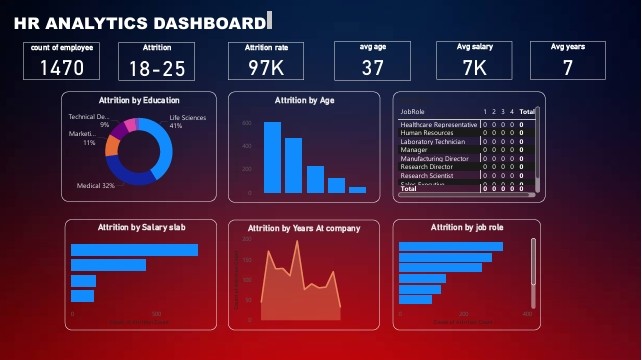 HR ANALYTICS DASHBOARD
count of employee
1470
Attrition
18-25
Attrition rate
97K
avg age
37
Avg salary
7K
Avg years
7
Attrition by Education
Technical De...
9%
Life Sciences
41%
Marketi...
11%
Medical 32%
Attrition by Age
600
400
200
0
JobRole 1 2 3 4 Total
Healthcare Representative 0 0 0 0 0
Human Resources 0 0 0 0 0
Laboratory Technician 0 0 0 0 0
Manager 0 0 0 0 0
Manufacturing Director 0 0 0 0 0
Research Director 0 0 0 0 0
Research Scientist 0 0 0 0 0
Sales Executive
Total 0 0 0 0 0
Attrition by Salary slab
0 500
Attrition by Years At company
200
150
100
50
0
Attrition by job role
0 200 400